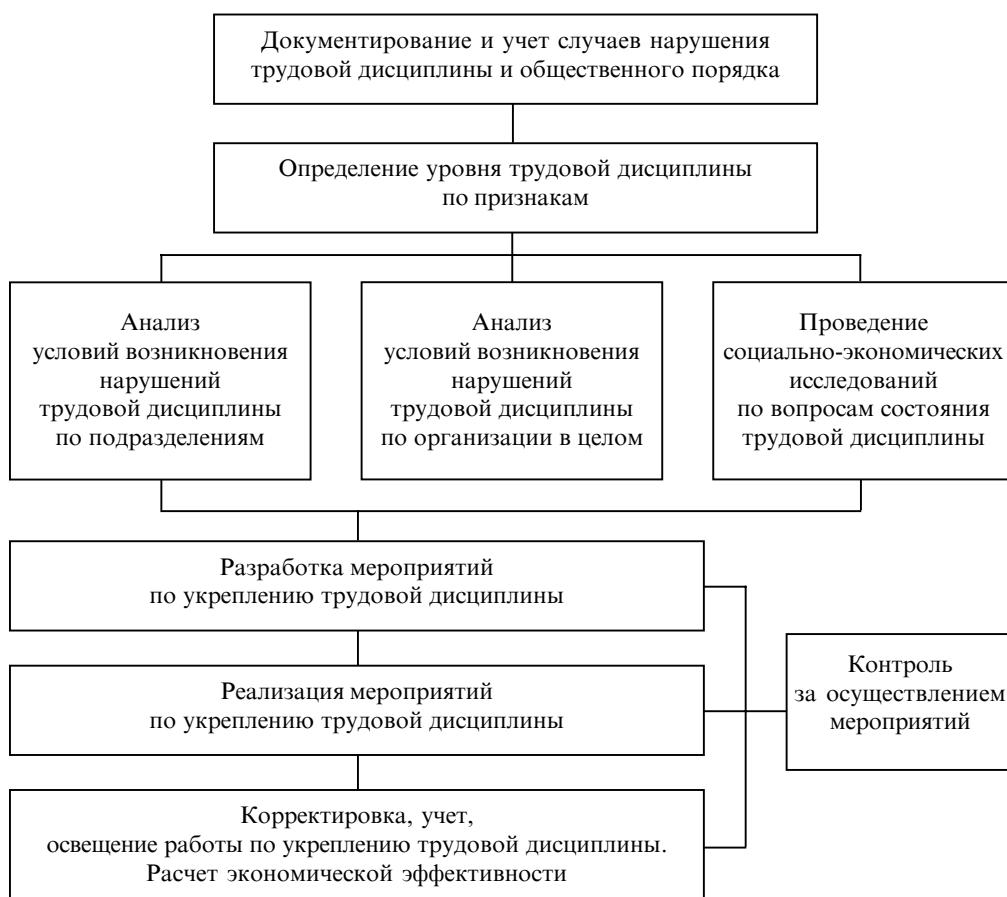 Документирование и учет случаев нарушения
трудовой дисциплины и общественного порядка
Определение уровня трудовой дисциплины
по признакам
Анализ
условий возникновения
нарушений
трудовой дисциплины
по подразделениям
Анализ
условий возникновения
нарушений
трудовой дисциплины
по организации в целом
Проведение
социально-экономических
исследований
по вопросам состояния
трудовой дисциплины
Разработка мероприятий
по укреплению трудовой дисциплины
Реализация мероприятий
по укреплению трудовой дисциплины
Корректировка, учет,
освещение работы по укреплению трудовой дисциплины.
Расчет экономической эффективности
Контроль
за осуществлением
мероприятий